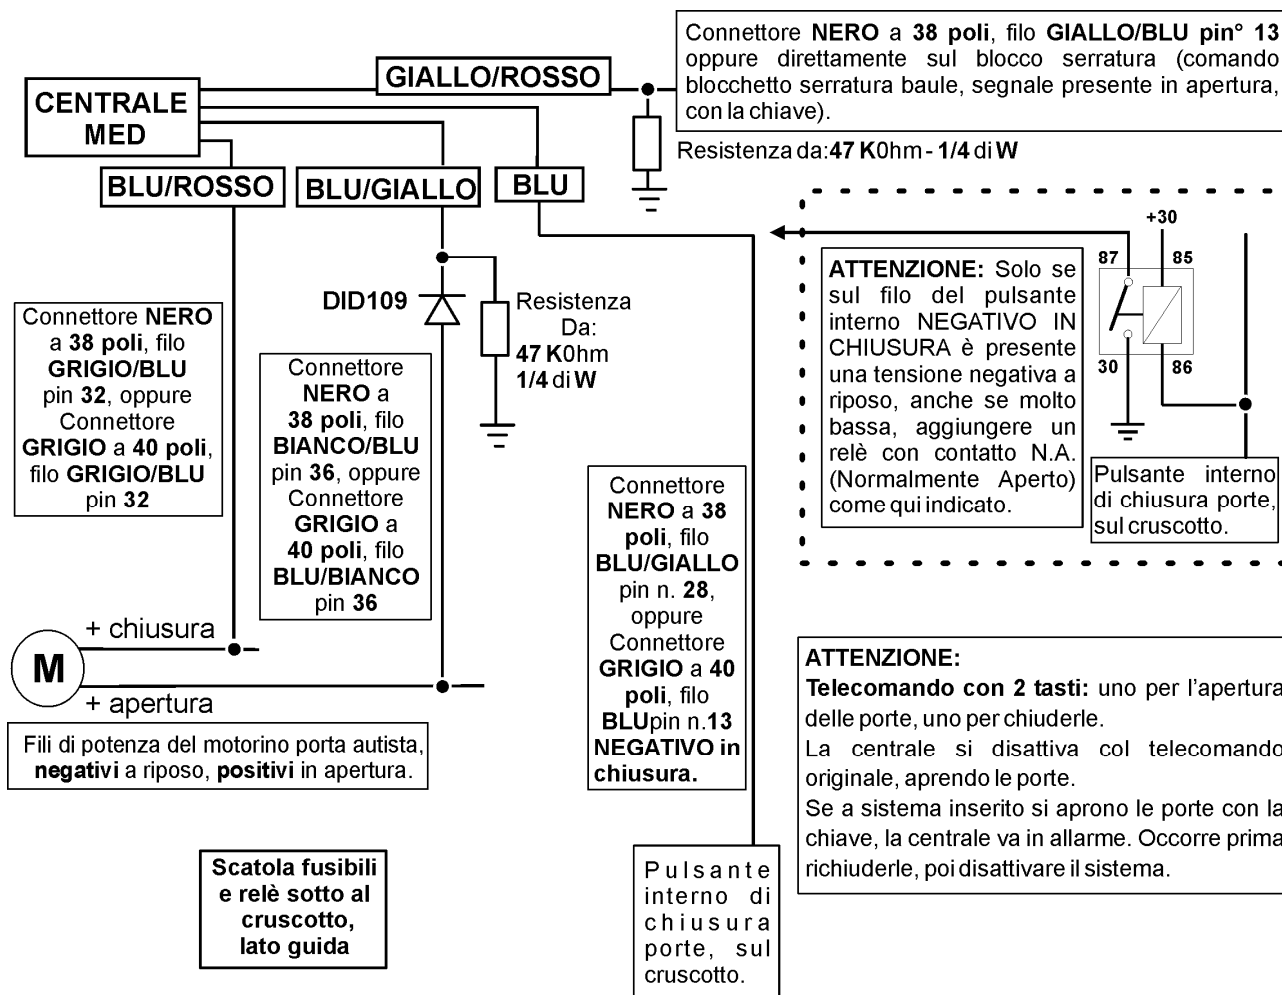 Connettore NERO a 38 poli, filo GIALLO/BLU pin° 13
oppure direttamente sul blocco serratura (comando
blocchetto serratura baule, segnale presente in apertura,
con la chiave).
GIALLO/ROSSO
CENTRALE
MED
Resistenza da:47 K0hm - 1/4 di W
BLU/ROSSO
BLU/GIALLO
BLU
+30
87
85
30
86
ATTENZIONE: Solo se
sul filo del pulsante
interno NEGATIVO IN
CHIUSURA è presente
una tensione negativa a
riposo, anche se molto
bassa, aggiungere un
relè con contatto N.A.
(Normalmente Aperto)
come qui indicato.
Pulsante interno
di chiusura porte,
sul cruscotto.
DID109
Resistenza
Da:
47 K0hm
1/4 di W
Connettore NERO
a 38 poli, filo
GRIGIO/BLU
pin 32, oppure
Connettore
GRIGIO a 40 poli,
filo GRIGIO/BLU
pin 32
Connettore
NERO a
38 poli, filo
BIANCO/BLU
pin 36, oppure
Connettore
GRIGIO a
40 poli, filo
BLU/BIANCO
pin 36
Connettore
NERO a 38
poli, filo
BLU/GIALLO
pin n. 28,
oppure
Connettore
GRIGIO a 40
poli, filo
BLUpin n.13
NEGATIVO in
chiusura.
+ chiusura
M
+ apertura
Fili di potenza del motorino porta autista,
negativi a riposo, positivi in apertura.
ATTENZIONE:
Telecomando con 2 tasti: uno per l'apertura
delle porte, uno per chiuderle.
La centrale si disattiva col telecomando
originale, aprendo le porte.
Se a sistema inserito si aprono le porte con la
chiave, la centrale va in allarme. Occorre prima
richiuderle, poi disattivare il sistema.
Scatola fusibili
e relè sotto al
cruscotto,
lato guida
Pulsante
interno di
chiusura
porte, sul
cruscotto.